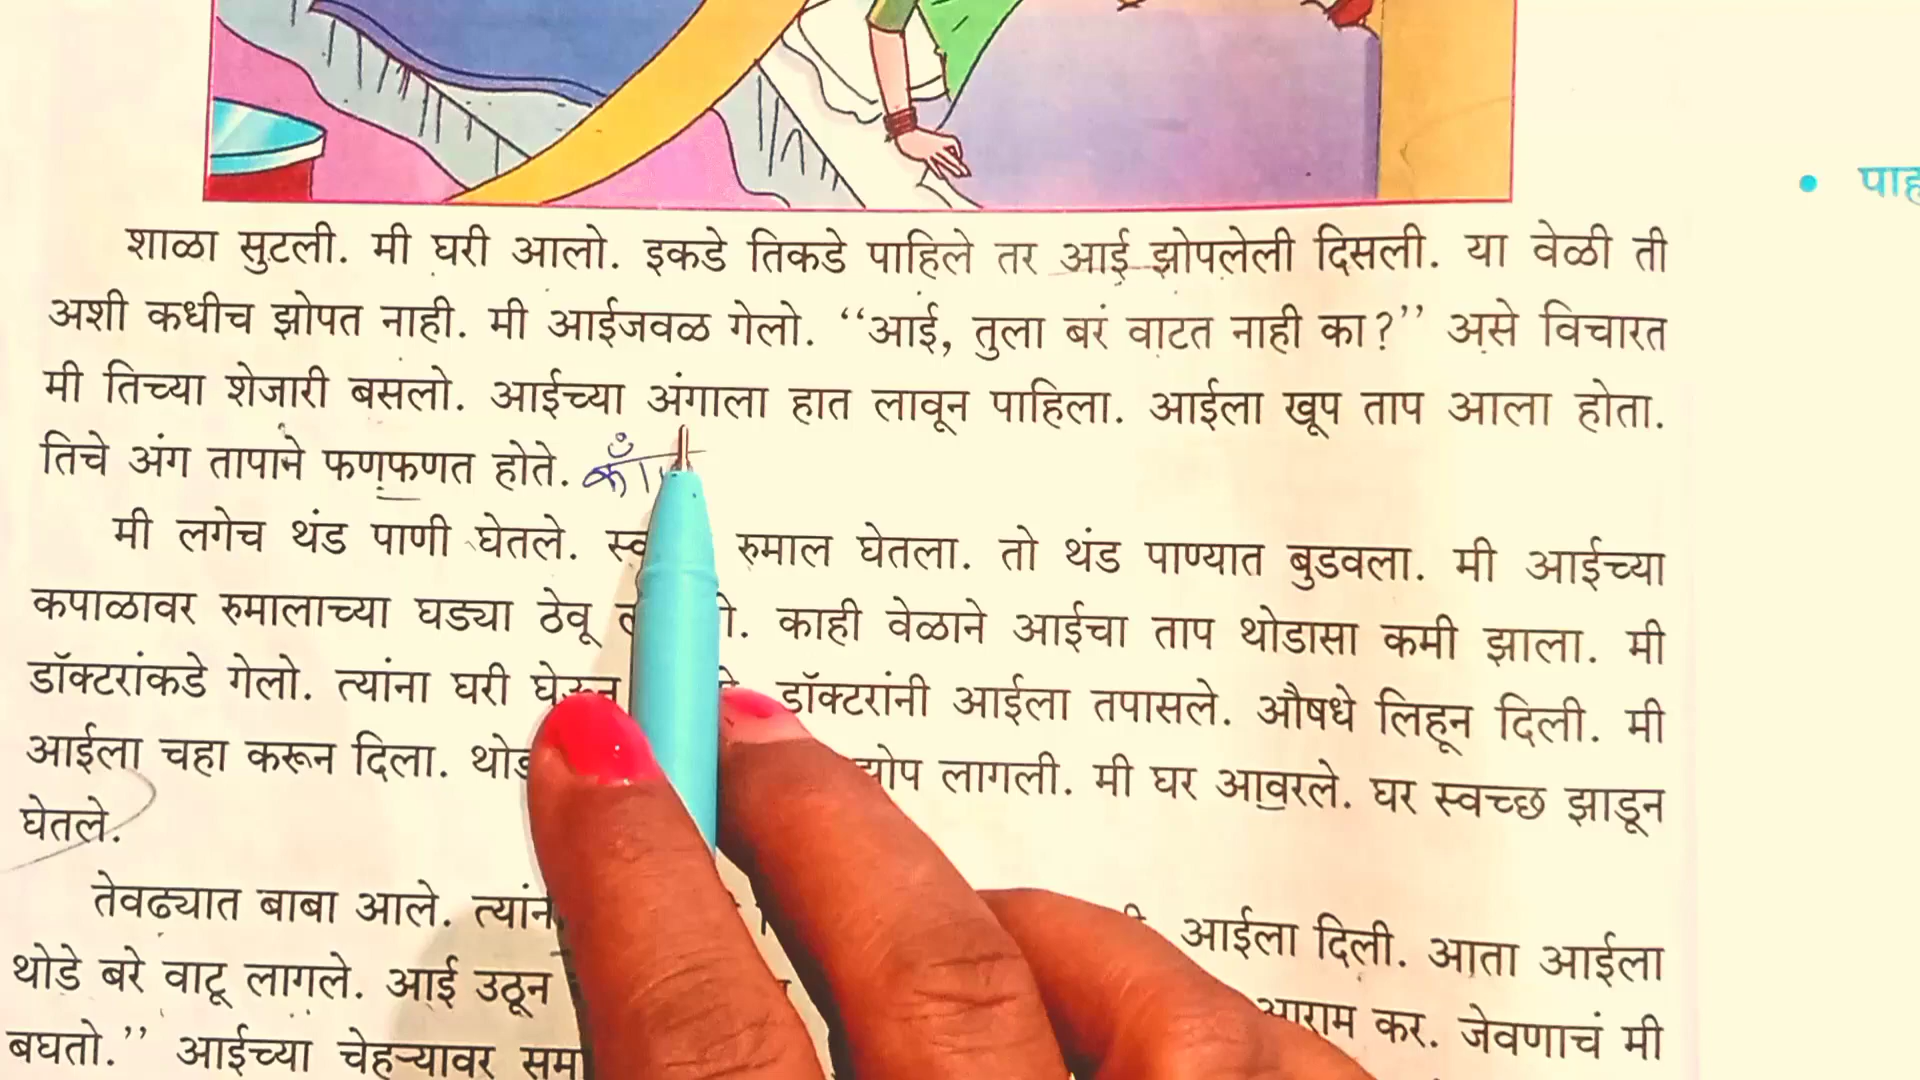 • पाह
शाळा सुटली. मी घरी आलो. इकडे तिकडे पाहिले तर आई झोपलेली दिसली. या वेळी ती
अशी कधीच झोपत नाही. मी आईजवळ गेलो. ‘‘आई, तुला बरं वाटत नाही का?’’ असे विचारत
मी तिच्या शेजारी बसलो. आईच्या अंगाला हात लावून पाहिला. आईला खूप ताप आला होता.
तिचे अंग तापाने फणफणत होते.
मी लगेच थंड पाणी घेतले. रुमाल घेतला. तो थंड पाण्यात बुडवला. मी आईच्या
कपाळावर रुमालाच्या घड्या ठेवू काही वेळाने आईचा ताप थोडासा कमी झाला. मी
डॉक्टरांकडे गेलो. त्यांना घरी घेऊन डॉक्टरांनी आईला तपासले. औषधे लिहून दिली. मी
आईला चहा करून दिला. झोप लागली. मी घर आवरले. घर स्वच्छ झाडून
घेतले.
तेवढ्यात बाबा आले. आईला दिली. आता आईला
थोडे बरे वाटू लागले. आई उठून आराम कर. जेवणाचं मी
बघतो.’’ आईच्या चेहऱ्यावर